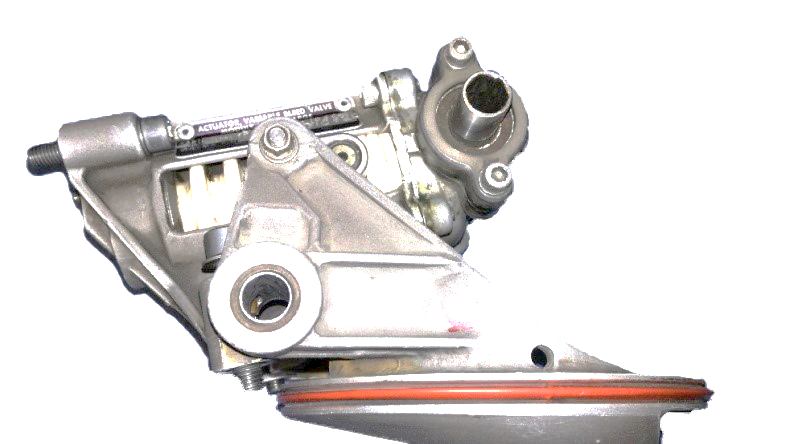 ACTUATOR, VARIABLE BLEED VALVE